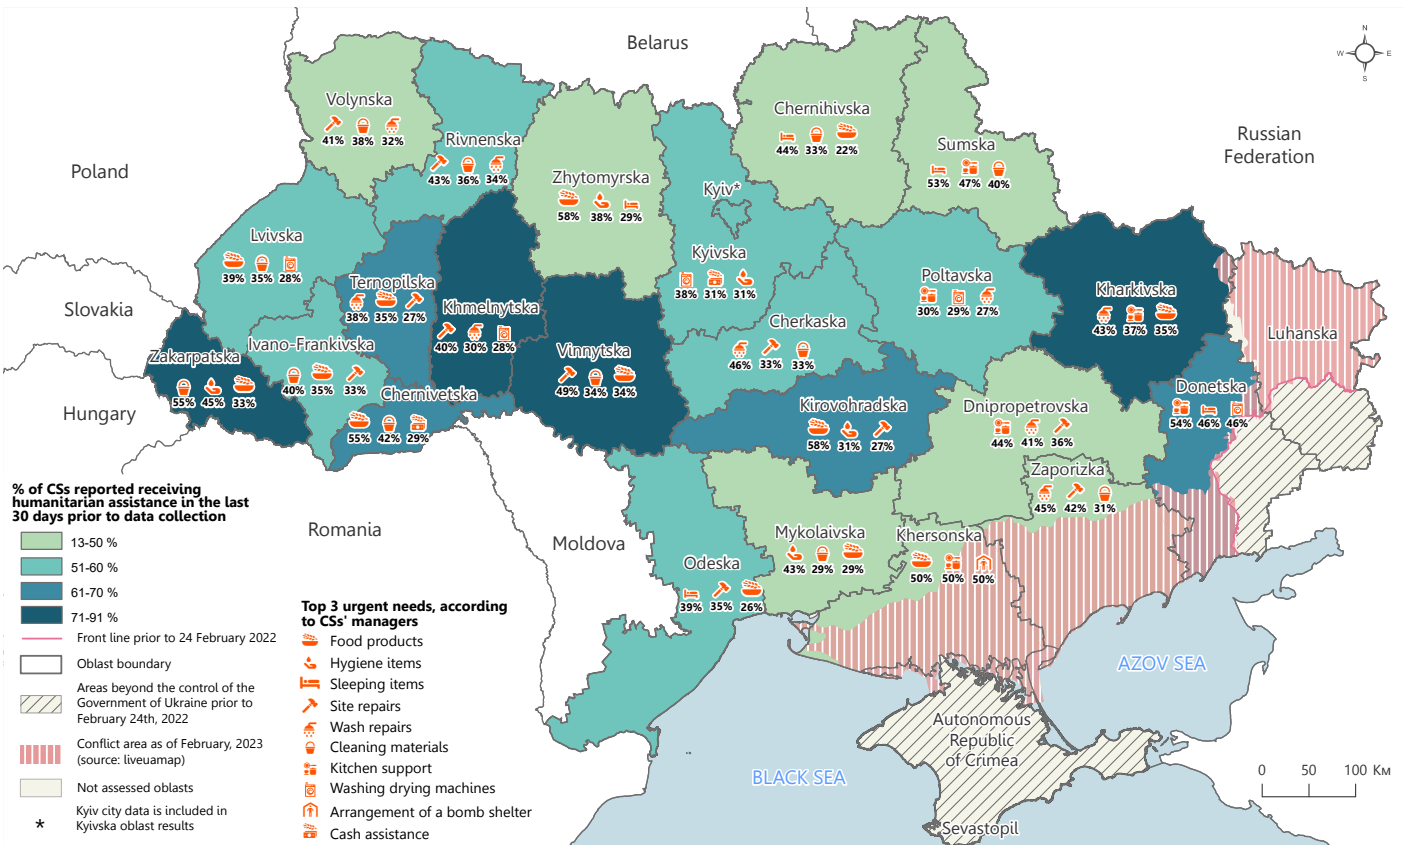 Belarus
N
W
E
S
Russian
Federation
Poland
Slovakia
Hungary
Romania
Moldova
Volynska
41% 38% 32%
Rivnenska
43% 36% 34%
Zhytomyrska
58% 38% 29%
Chernihivska
44% 33% 22%
Sumska
53% 47% 40%
Kyiv*
Kyivska
38% 31% 31%
Lvivska
39% 35% 28%
Ternopilska
38% 35% 27%
Khmelnytska
40% 30% 28%
Vinnytska
49% 34% 34%
Cherkaska
46% 33% 33%
Poltavska
30% 29% 27%
Kharkivska
43% 37% 35%
Luhanska
Zakarpatska
55% 45% 33%
Ivano-Frankivska
40% 35% 33%
Chernivetska
55% 42% 29%
Kirovohradska
58% 31% 27%
Dnipropetrovska
44% 41% 36%
Donetska
54% 46% 46%
Zaporizka
45% 42% 31%
Mykolaivska
43% 29% 29%
Khersonska
50% 50% 50%
Odeska
39% 35% 26%
AZOV SEA
BLACK SEA
Autonomous
Republic
of Crimea
Sevastopil
0 50 100 Км
% of CSs reported receiving
humanitarian assistance in the last
30 days prior to data collection
13-50 %
51-60 %
61-70 %
71-91 %
Front line prior to 24 February 2022
Oblast boundary
Areas beyond the control of the
Government of Ukraine prior to
February 24th, 2022
Conflict area as of February, 2023
(source: liveuamap)
Not assessed oblasts
* Kyiv city data is included in
Kyivska oblast results
Top 3 urgent needs, according
to CSs' managers
Food products
Hygiene items
Sleeping items
Site repairs
Wash repairs
Cleaning materials
Kitchen support
Washing drying machines
Arrangement of a bomb shelter
Cash assistance